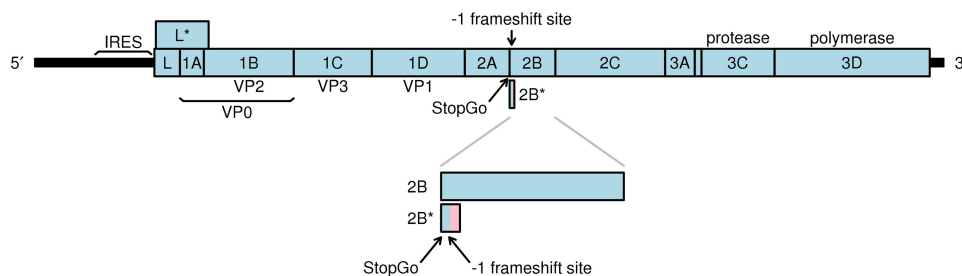 -1 frameshift site
IRES
L*
protease
polymerase
5′
L
1A
1B
1C
1D
2A
2B
2C
3A
3C
3D
3
VP2
VP3
VP1
VP0
StopGo
2B*
2B
2B*
StopGo
-1 frameshift site